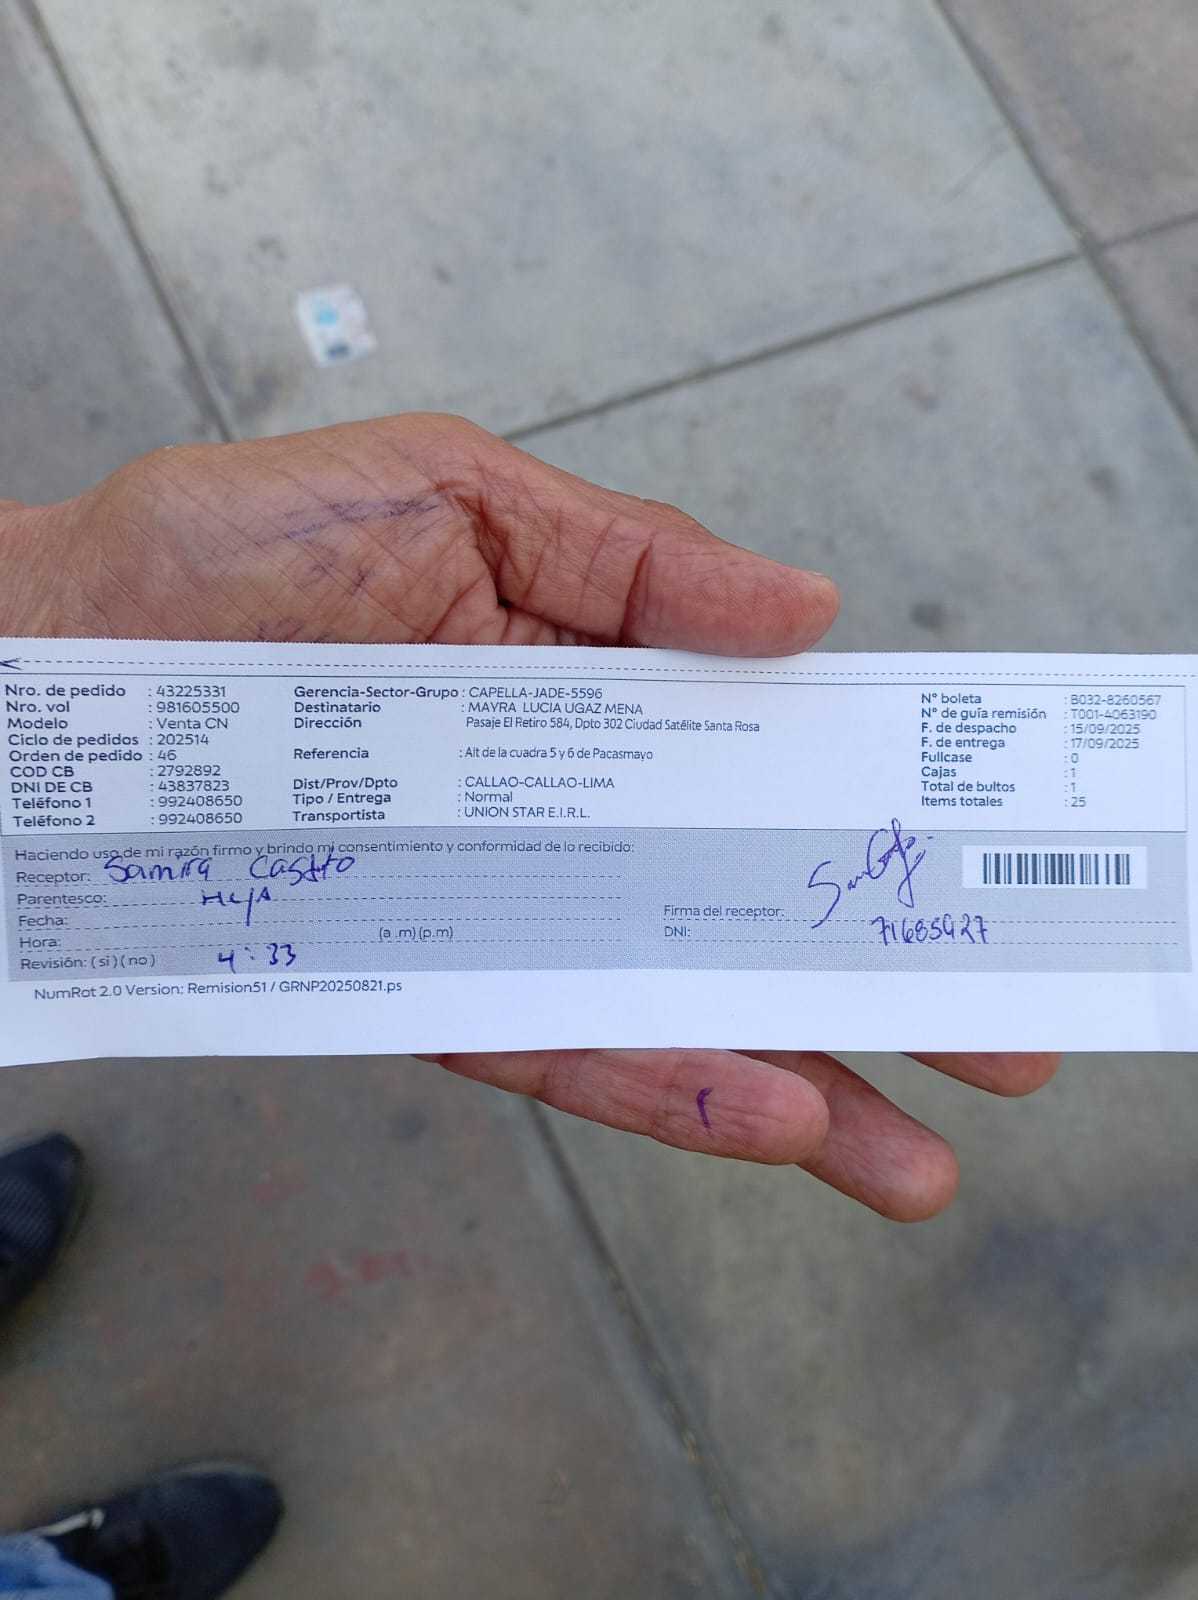 Nro. de pedido : 43225331
Nro. vol : 981605500
Modelo : Venta CN
Ciclo de pedidos : 202514
Orden de pedido : 46
COD CB : 2792892
DNI DE CB : 43837823
Teléfono 1 : 992408650
Teléfono 2 : 992408650
Gerencia-Sector-Grupo : CAPELLA-JADE-5596
Destinatario : MAYRA LUCIA UGAZ MENA
Dirección Pasaje El Retiro 584, Dpto 302 Ciudad Satélite Santa Rosa
Referencia : Alt de la cuadra 5 y 6 de Pacasmayo
Dist/Prov/Dpto : CALLAO-CALLAO-LIMA
Tipo / Entrega : Normal
Transportista : UNION STAR E.I.R.L.
N° boleta : B032-8260567
N° de guía remisión : T001-4063190
F. de despacho : 15/09/2025
F. de entrega : 17/09/2025
Fullcase : 0
Cajas : 1
Total de bultos : 1
Items totales : 25
Haciendo uso de mi razón firmo y brindo mi consentimiento y conformidad de lo recibido:
Receptor: Samira Castro
Parentesco: HIJA
Fecha:
Hora: (a .m) (p.m)
Revisión: ( si ) ( no ) 4:33
Firma del receptor:
DNI: 71685927
NumRot 2.0 Version: Remision51 / GRNP20250821.ps